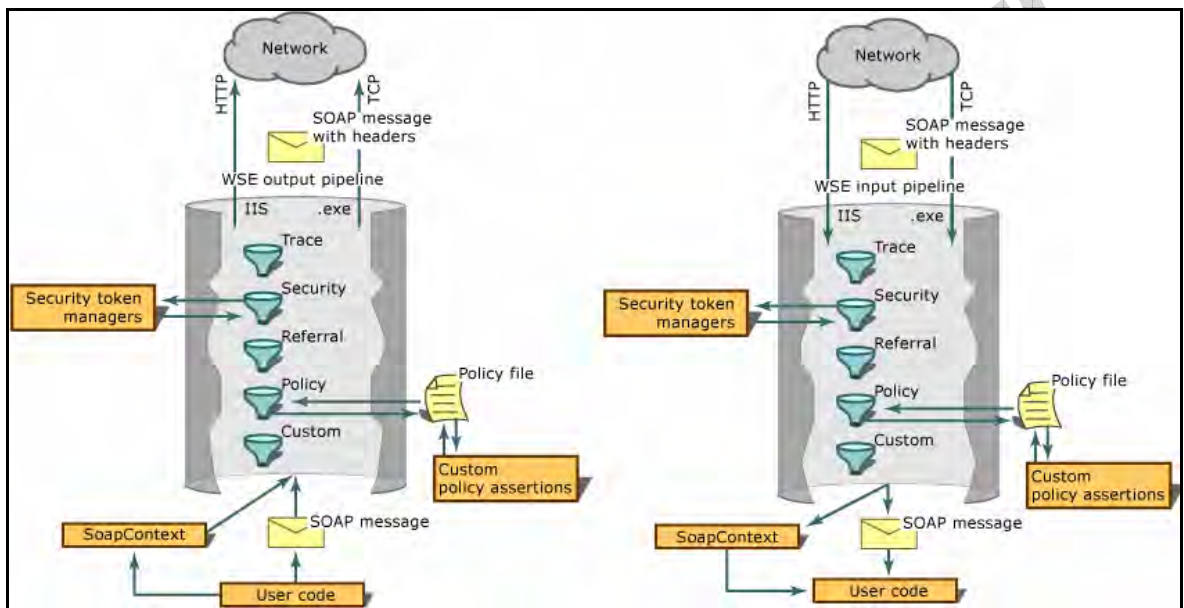 Network
HTTP
TCP
SOAP message
with headers
WSE output pipeline
IIS
.exe
Trace
Security
Security token
managers
Referral
Policy
Policy file
Custom
Custom
policy assertions
SOAP message
SoapContext
User code
Network
HTTP
TCP
SOAP message
with headers
WSE input pipeline
IIS
.exe
Trace
Security
Security token
managers
Referral
Policy
Policy file
Custom
Custom
policy assertions
SOAP message
SoapContext
User code